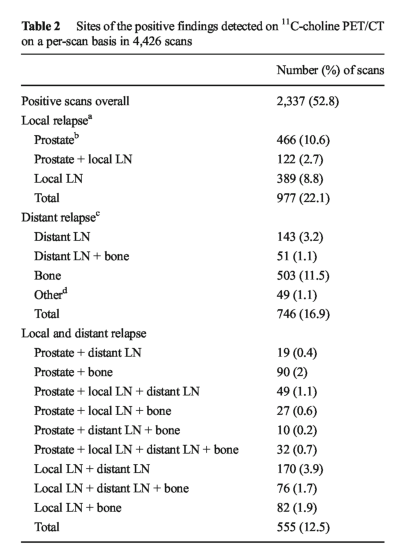 Table 2 Sites of the positive findings detected on ¹¹C-choline PET/CT
on a per-scan basis in 4,426 scans
Number (%) of scans
Positive scans overall 2,337 (52.8)
Local relapseᵃ
Prostateᵇ 466 (10.6)
Prostate + local LN 122 (2.7)
Local LN 389 (8.8)
Total 977 (22.1)
Distant relapseᶜ
Distant LN 143 (3.2)
Distant LN + bone 51 (1.1)
Bone 503 (11.5)
Otherᵈ 49 (1.1)
Total 746 (16.9)
Local and distant relapse
Prostate + distant LN 19 (0.4)
Prostate + bone 90 (2)
Prostate + local LN + distant LN 49 (1.1)
Prostate + local LN + bone 27 (0.6)
Prostate + distant LN + bone 10 (0.2)
Prostate + local LN + distant LN + bone 32 (0.7)
Local LN + distant LN 170 (3.9)
Local LN + distant LN + bone 76 (1.7)
Local LN + bone 82 (1.9)
Total 555 (12.5)